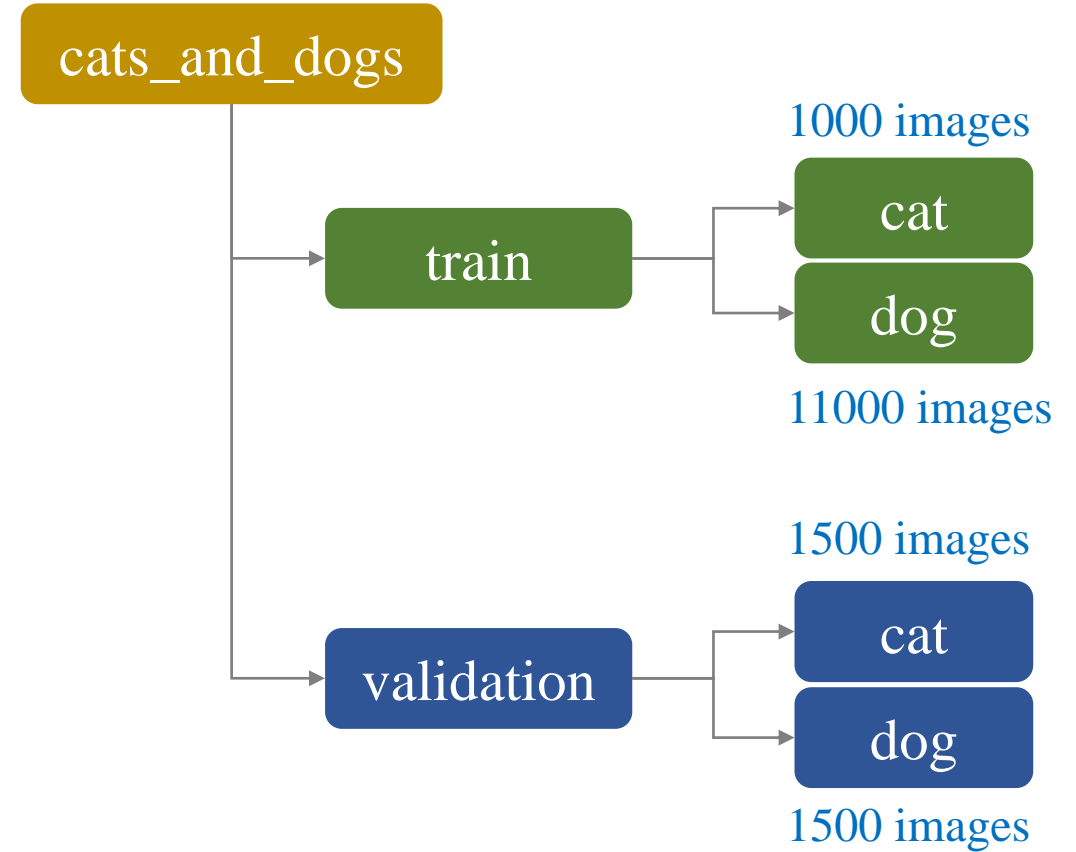 cats_and_dogs
1000 images
cat
train
dog
11000 images
1500 images
cat
validation
dog
1500 images